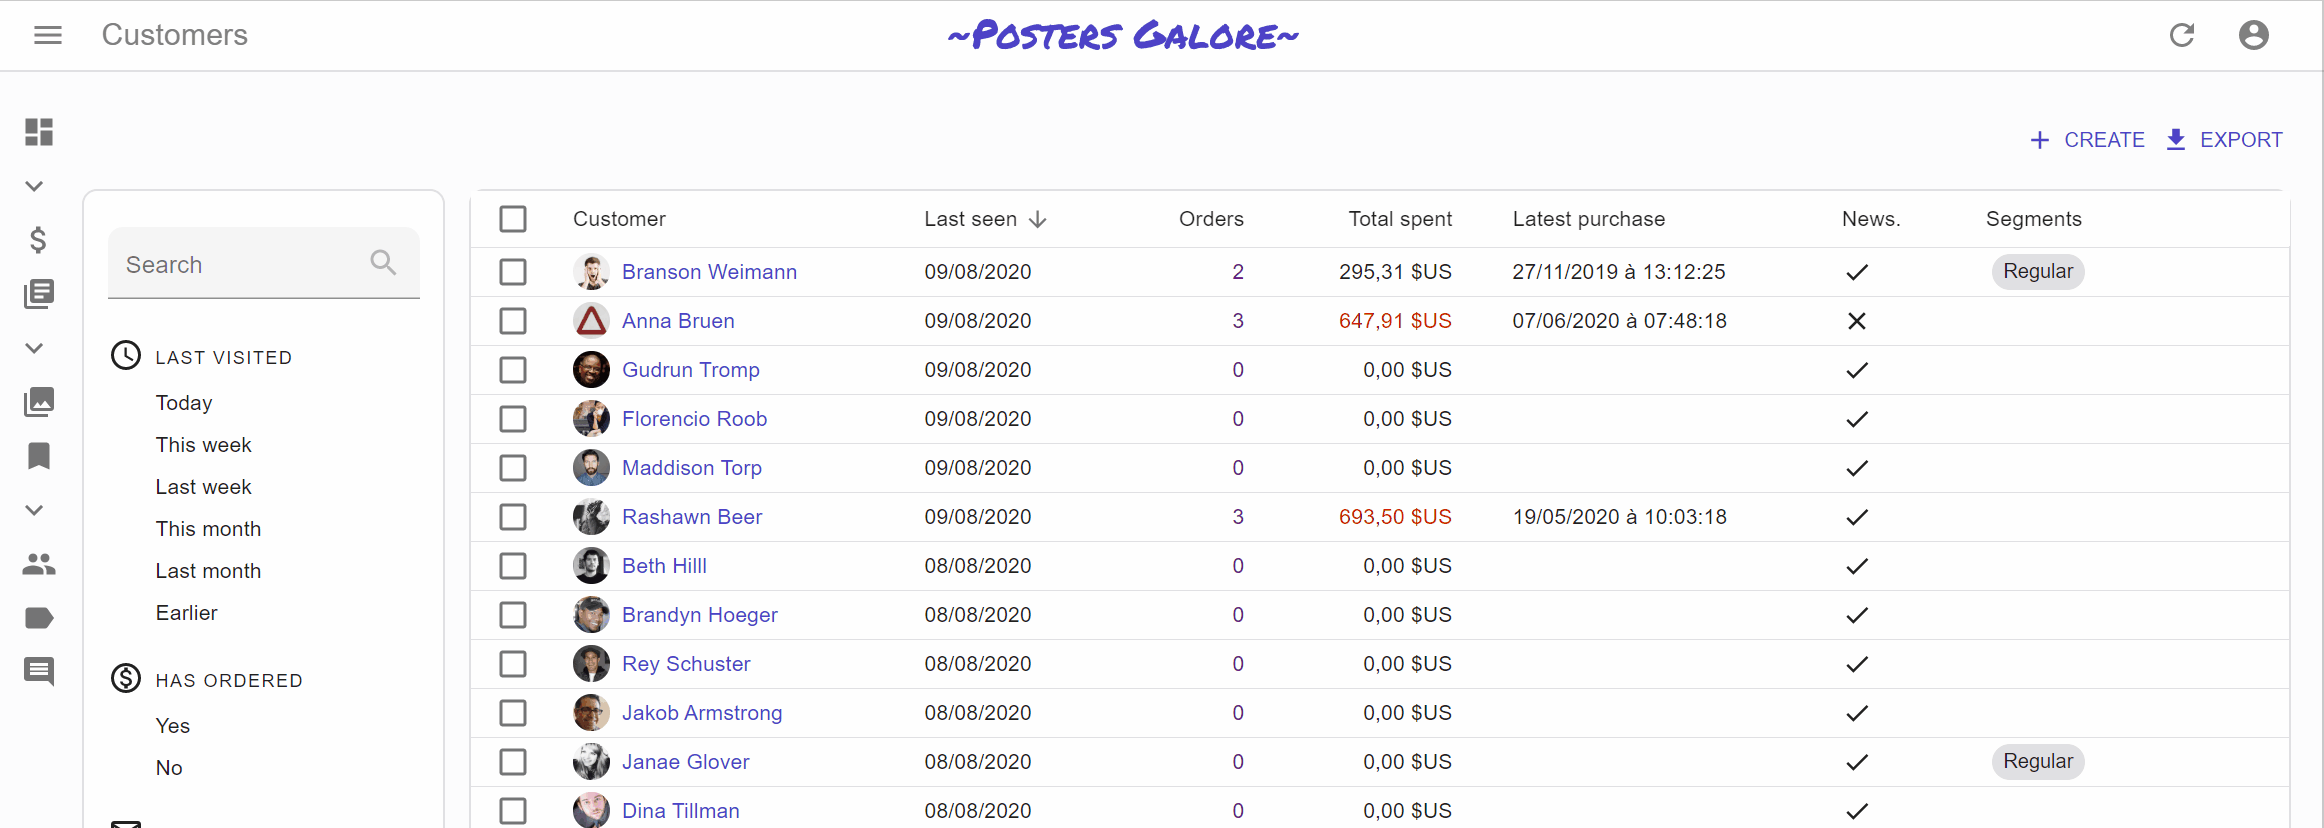 Customers
~Posters Galore~
CREATE
EXPORT
Search
LAST VISITED
Today
This week
Last week
This month
Last month
Earlier
HAS ORDERED
Yes
No
Customer Last seen Orders Total spent Latest purchase News. Segments
Branson Weimann 09/08/2020 2 295,31 $US 27/11/2019 à 13:12:25 Regular
Anna Bruen 09/08/2020 3 647,91 $US 07/06/2020 à 07:48:18
Gudrun Tromp 09/08/2020 0 0,00 $US
Florencio Roob 09/08/2020 0 0,00 $US
Maddison Torp 09/08/2020 0 0,00 $US
Rashawn Beer 09/08/2020 3 693,50 $US 19/05/2020 à 10:03:18
Beth Hilll 08/08/2020 0 0,00 $US
Brandyn Hoeger 08/08/2020 0 0,00 $US
Rey Schuster 08/08/2020 0 0,00 $US
Jakob Armstrong 08/08/2020 0 0,00 $US
Janae Glover 08/08/2020 0 0,00 $US Regular
Dina Tillman 08/08/2020 0 0,00 $US